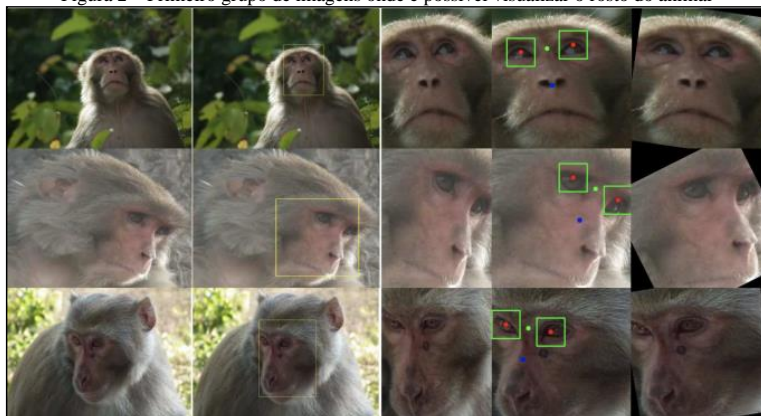 Figura 2 – Primeiro grupo de imagens onde é possível visualizar o rosto do animal